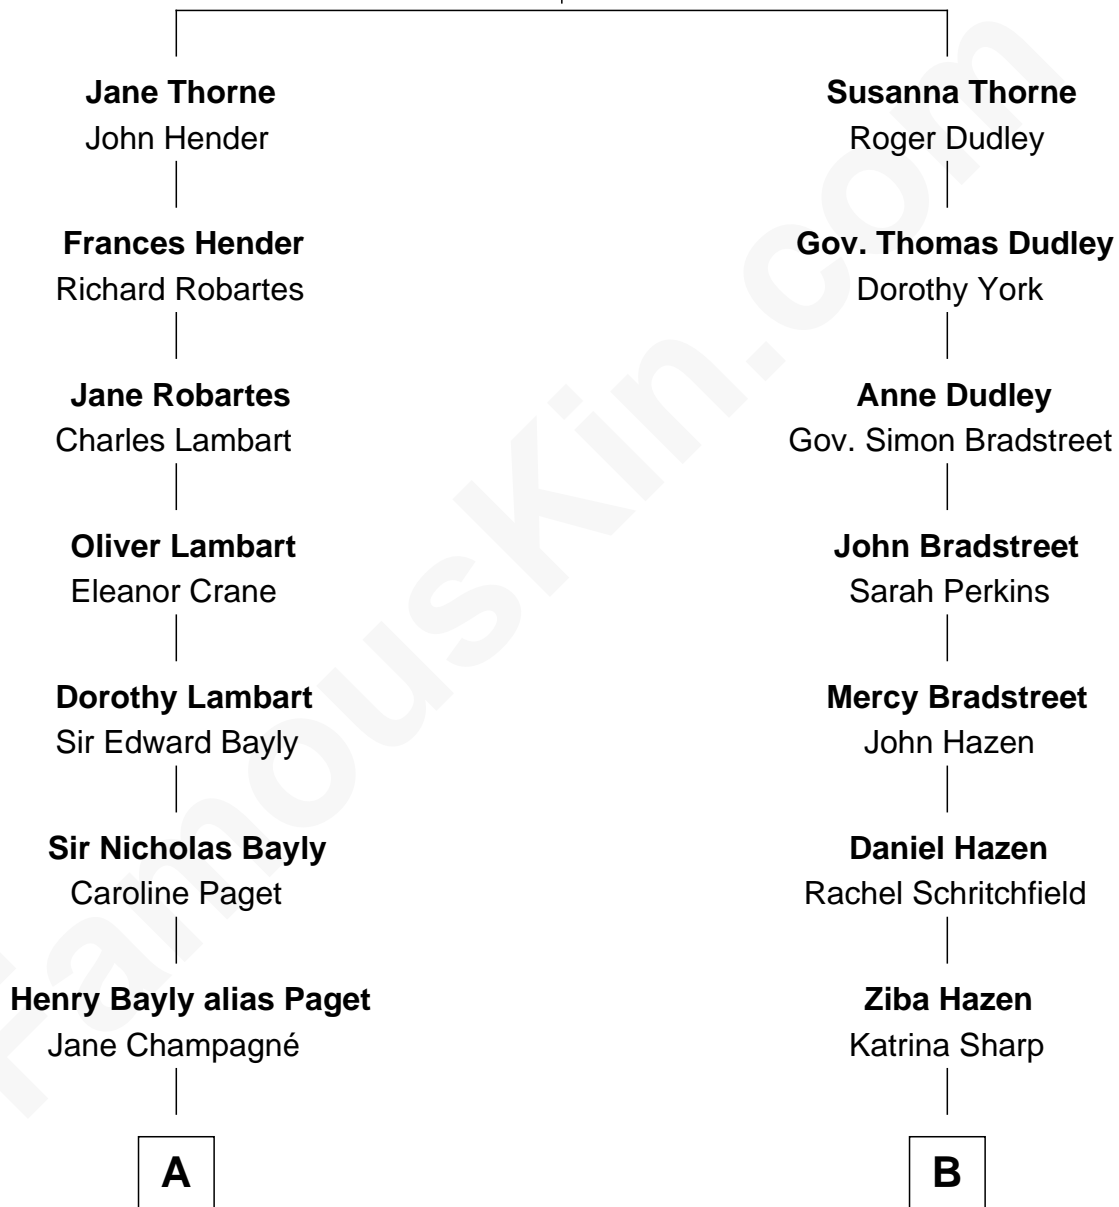 Jane Thorne
John Hender
Frances Hender
Richard Robartes
Jane Robartes
Charles Lambart
Oliver Lambart
Eleanor Crane
Dorothy Lambart
Sir Edward Bayly
Sir Nicholas Bayly
Caroline Paget
Henry Bayly alias Paget
Jane Champagné
A
Susanna Thorne
Roger Dudley
Gov. Thomas Dudley
Dorothy York
Anne Dudley
Gov. Simon Bradstreet
John Bradstreet
Sarah Perkins
Mercy Bradstreet
John Hazen
Daniel Hazen
Rachel Schritchfield
Ziba Hazen
Katrina Sharp
B
FamousKin.com